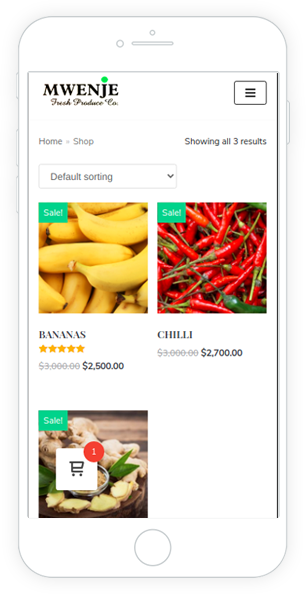 MWENJE
Fresh Produce Co.
Home » Shop
Showing all 3 results
Default sorting
Sale!
Sale!
BANANAS
CHILLI
$3,000.00 $2,500.00
$3,000.00 $2,700.00
Sale!
1